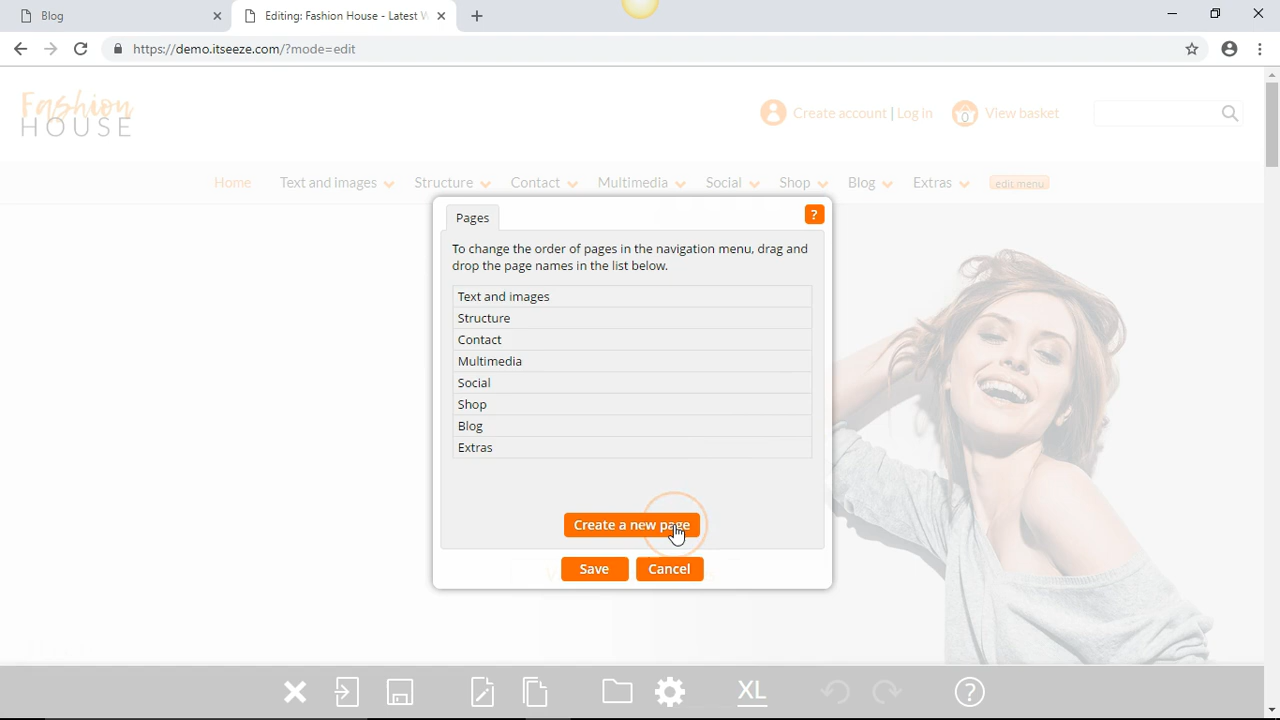 Blog
Editing: Fashion House - Latest W
https://demo.itseeze.com/?mode=edit
Fashion
HOUSE
Create account | Log in
0
View basket
Home
Text and images
Structure
Contact
Multimedia
Social
Shop
Blog
Extras
edit menu
Pages
?
To change the order of pages in the navigation menu, drag and
drop the page names in the list below.
Text and images
Structure
Contact
Multimedia
Social
Shop
Blog
Extras
Create a new page
Save
Cancel
XL
?